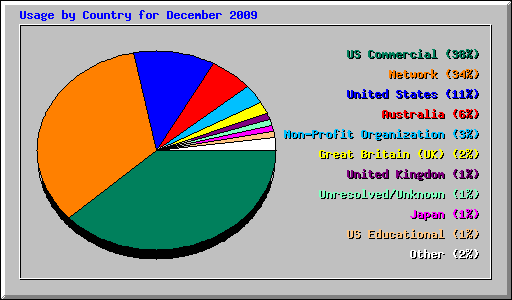 Usage by Country for December 2009
US Commercial (38%)
Network (34%)
United States (11%)
Australia (6%)
Non-Profit Organization (3%)
Great Britain (UK) (2%)
United Kingdom (1%)
Unresolved/Unknown (1%)
Japan (1%)
US Educational (1%)
Other (2%)